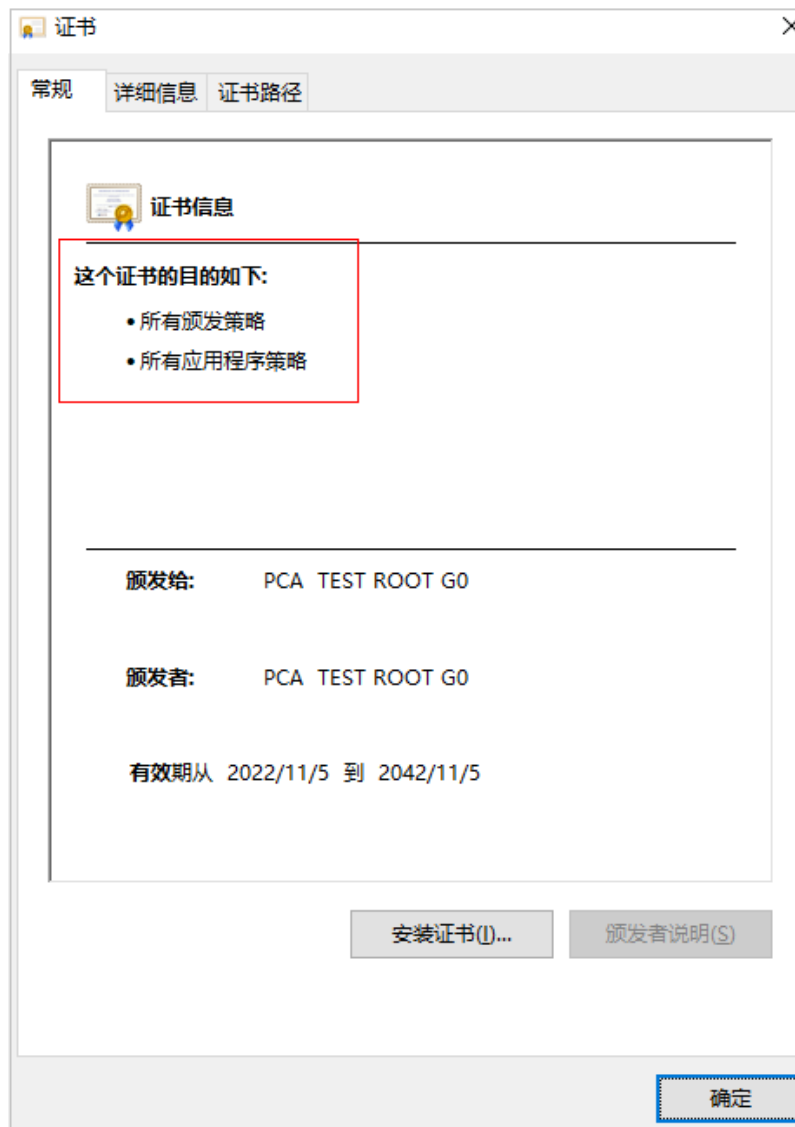 证书
常规 详细信息 证书路径
证书信息
这个证书的目的如下:
• 所有颁发策略
• 所有应用程序策略
颁发给: PCA TEST ROOT G0
颁发者: PCA TEST ROOT G0
有效期从 2022/11/5 到 2042/11/5
安装证书(I)... 颁发者说明(S)
确定